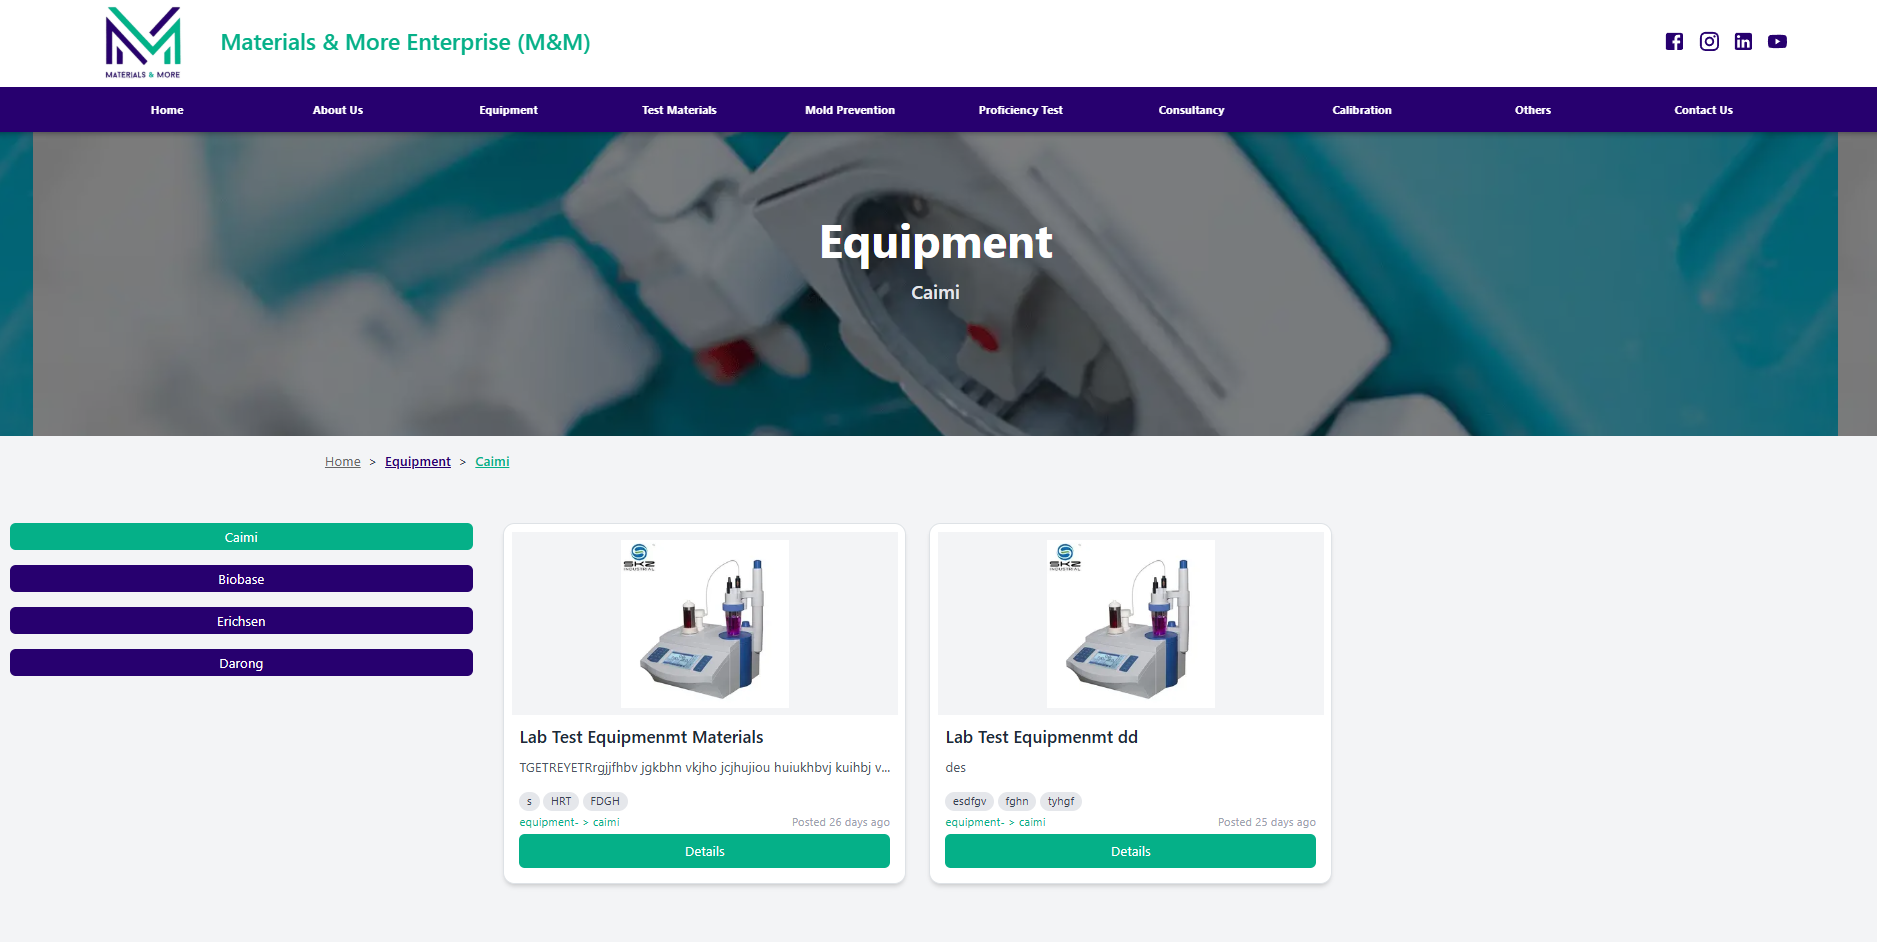 MATERIALS & MORE
Materials & More Enterprise (M&M)
Home About Us Equipment Test Materials Mold Prevention Proficiency Test Consultancy Calibration Others Contact Us
Equipment
Caimi
Home > Equipment > Caimi
Caimi
Biobase
Erichsen
Darong
SKZ
INDUSTRIAL
Lab Test Equipmenmt Materials
TGETREYETRrgjjfhbv jgkbhn vkjho jcjhujiou huiukhbvj kuihbj v...
s HRT FDGH
equipment- > caimi Posted 26 days ago
Details
SKZ
INDUSTRIAL
Lab Test Equipmenmt dd
des
esdfgv fghn tyhgf
equipment- > caimi Posted 25 days ago
Details